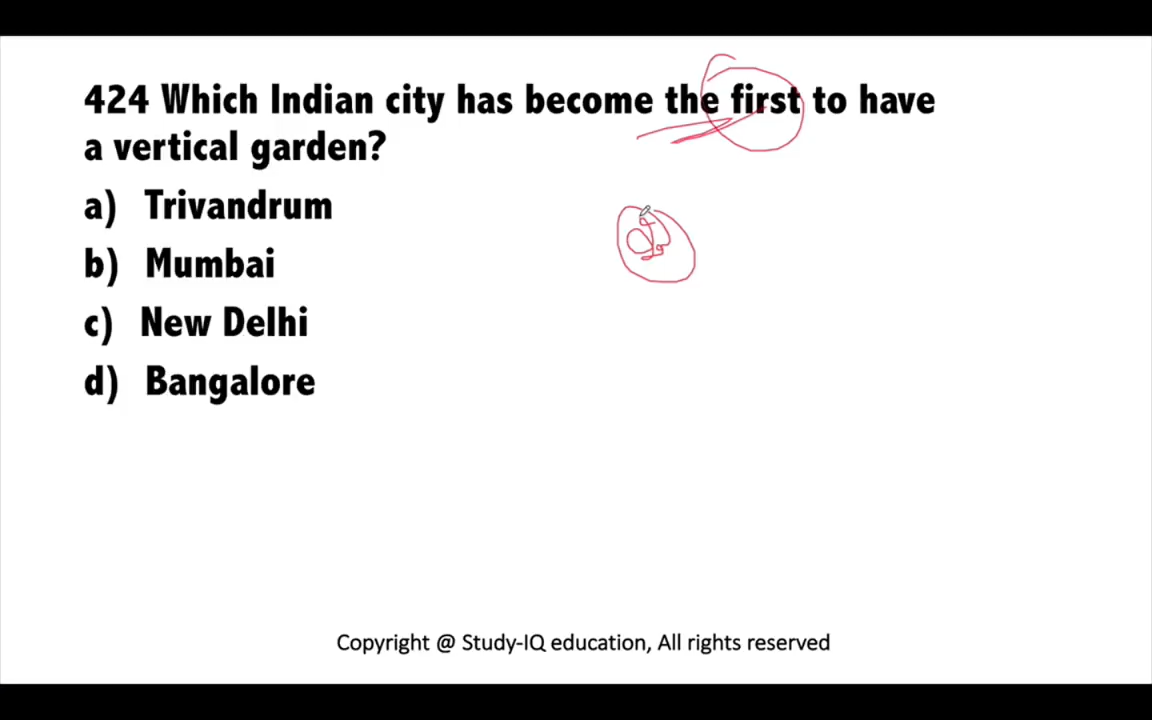 424 Which Indian city has become the first to have
a vertical garden?
a) Trivandrum
b) Mumbai
c) New Delhi
d) Bangalore
Copyright @ Study-IQ education, All rights reserved